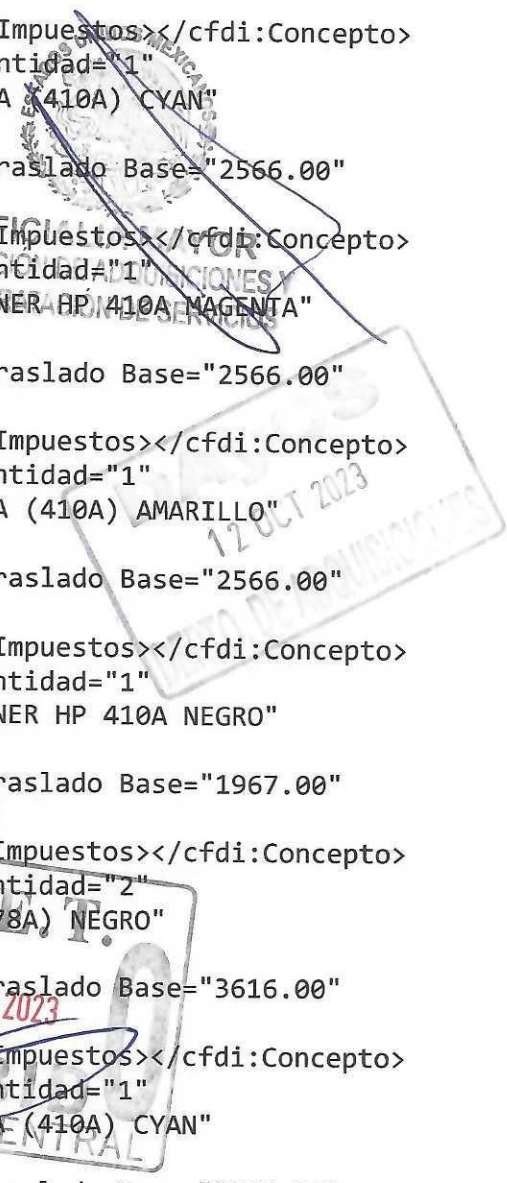 Impuestos></cfdi:Concepto>
ntidad="1"
A (410A) CYAN"
raslado Base="2566.00"
Impuestos></cfdi:Concepto>
ntidad="1"
NER HP 410A MAGENTA"
raslado Base="2566.00"
Impuestos></cfdi:Concepto>
ntidad="1"
A (410A) AMARILLO"
12 OCT 2023
raslado Base="2566.00"
DE ADQUISICIONES
Impuestos></cfdi:Concepto>
ntidad="1"
NER HP 410A NEGRO"
raslado Base="1967.00"
Impuestos></cfdi:Concepto>
ntidad="2"
78A) NEGRO"
E. T.
raslado Base="3616.00"
2023
Impuestos></cfdi:Concepto>
ntidad="1"
A (410A) CYAN"
ENTRAL